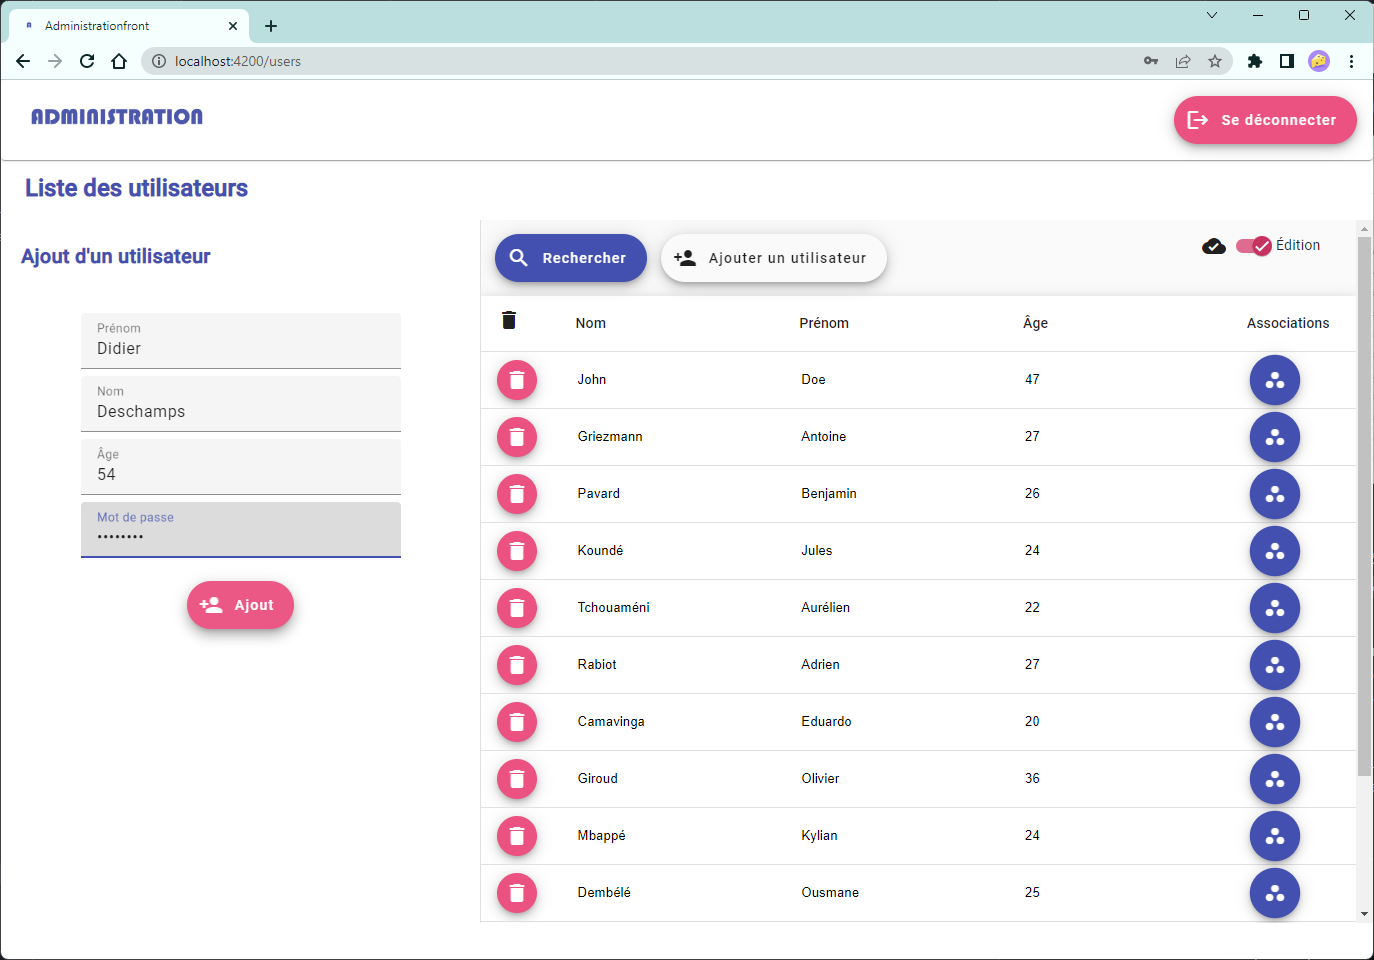 Administrationfront
localhost:4200/users
ADMINISTRATION
Se déconnecter
Liste des utilisateurs
Ajout d'un utilisateur
Prénom
Didier
Nom
Deschamps
Âge
54
Mot de passe
••••••••
Ajout
Rechercher
Ajouter un utilisateur
Édition
Nom Prénom Âge Associations
John Doe 47
Griezmann Antoine 27
Pavard Benjamin 26
Koundé Jules 24
Tchouaméni Aurélien 22
Rabiot Adrien 27
Camavinga Eduardo 20
Giroud Olivier 36
Mbappé Kylian 24
Dembélé Ousmane 25